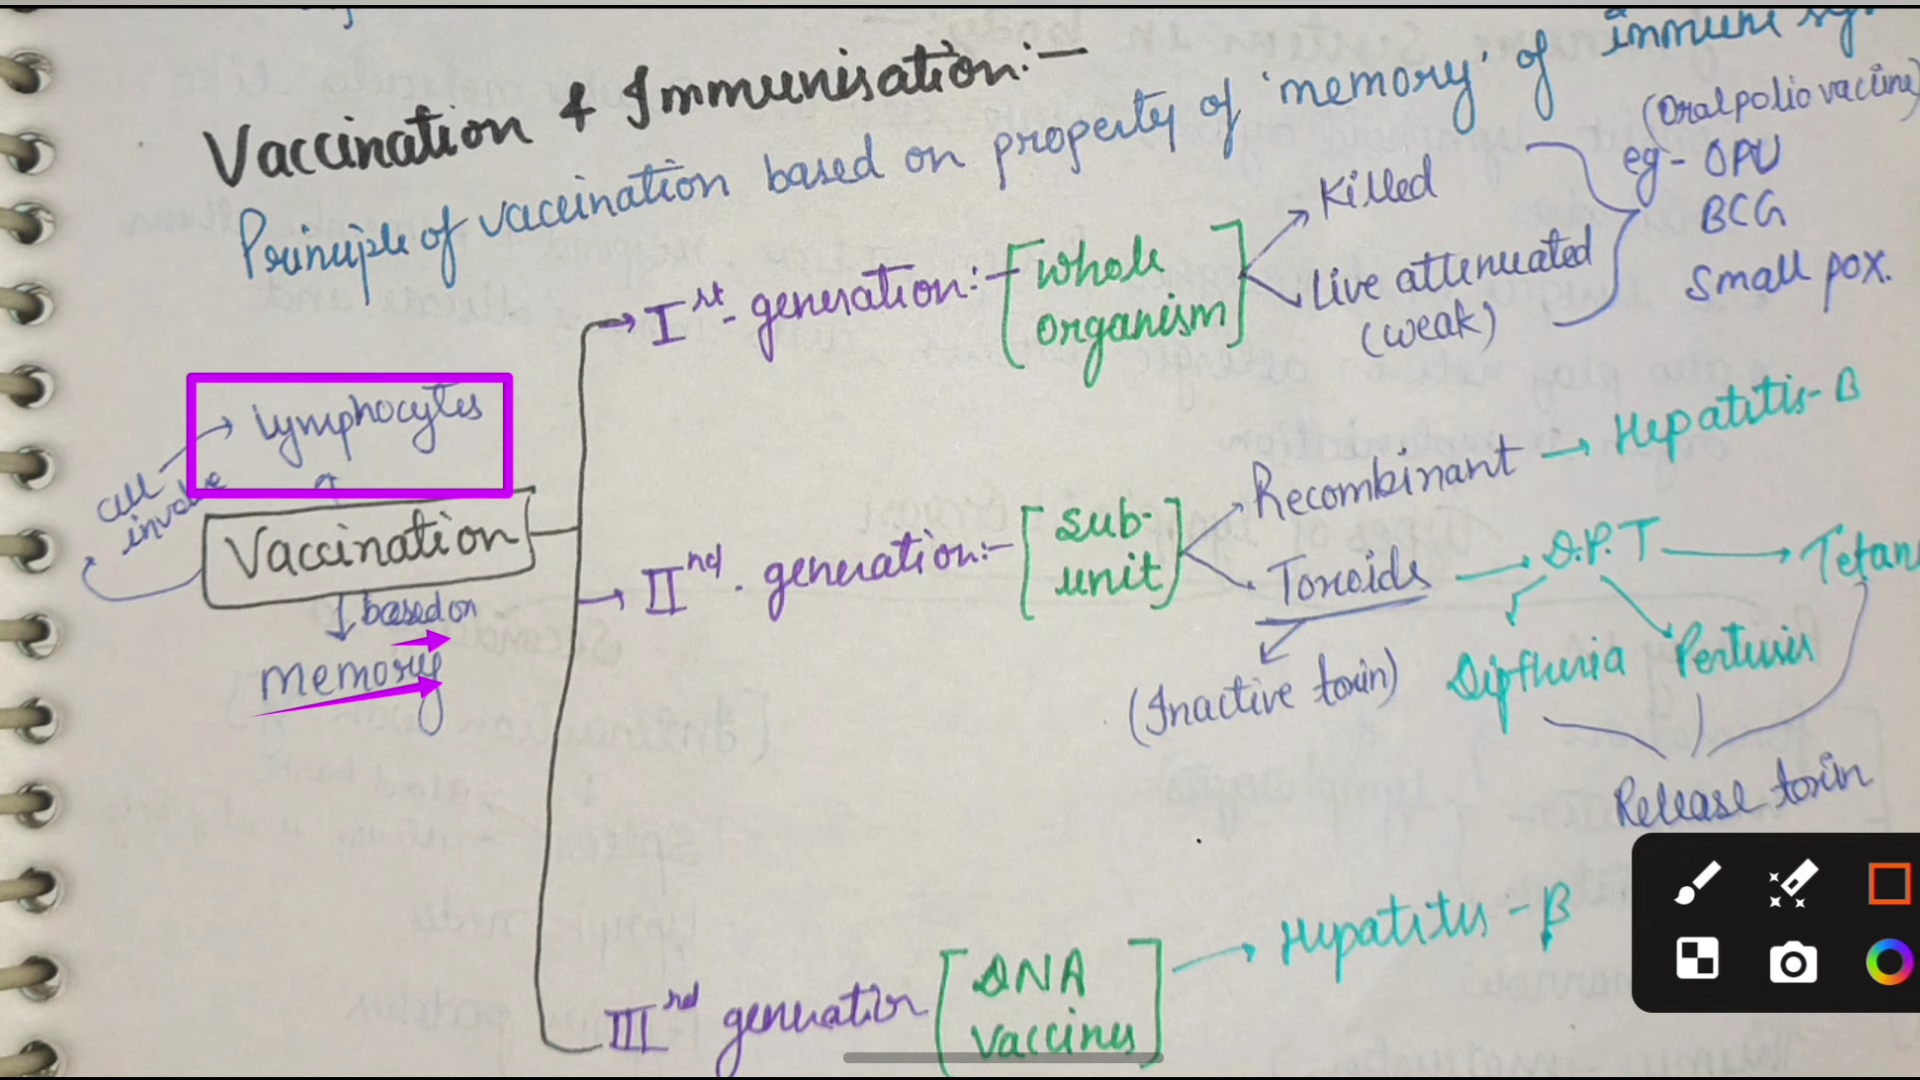 Vaccination & Immunisation:-
Principle of vaccination based on property of 'memory' of immune
(Oral polio vaccine)
eg- OPV
BCG
Small pox.
Ist generation:- [whole organism]
Killed
Live attenuated
(weak)
Lymphocytes
cell involve
Vaccination
based on
memory
IInd. generation:- [sub-unit]
Recombinant → Hepatitis-B
Toxoids → D.P.T → Tetan
(Inactive toxin)
Diptheria
Pertusis
Release toxin
IIIrd generation [DNA vaccines] → Hepatitis-B